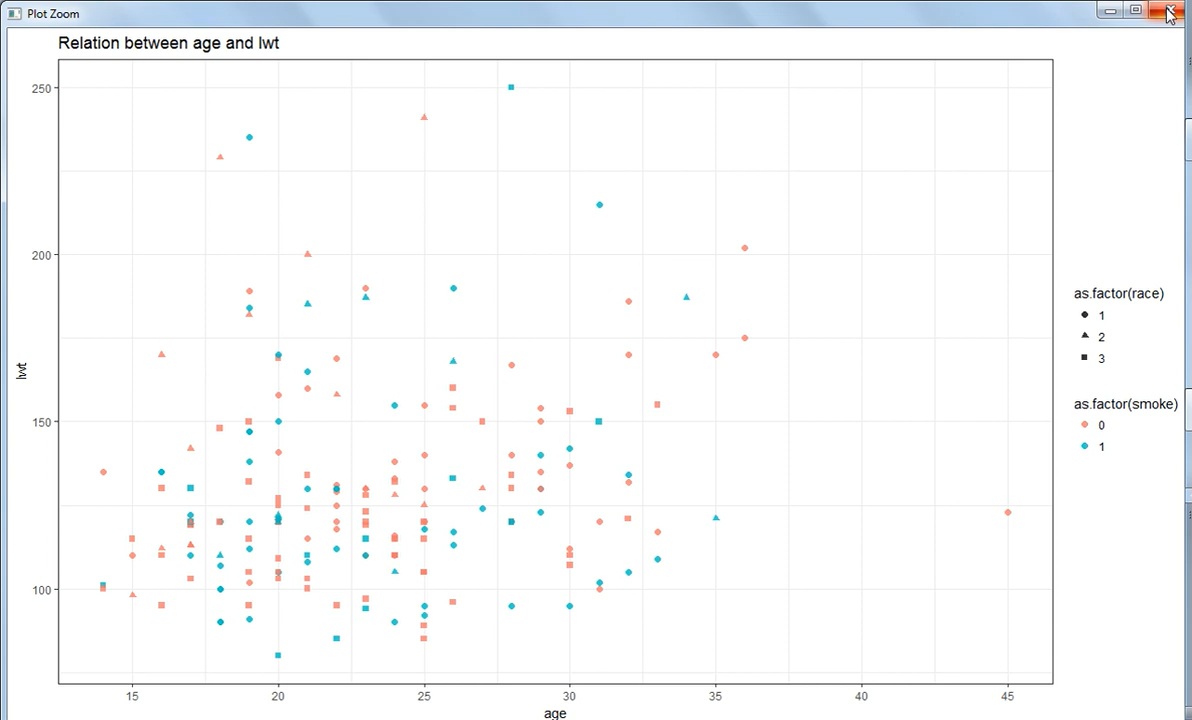 Plot Zoom
Relation between age and lwt
250
200
150
100
lwt
15 20 25 30 35 40 45
age
as.factor(race)
1
2
3
as.factor(smoke)
0
1